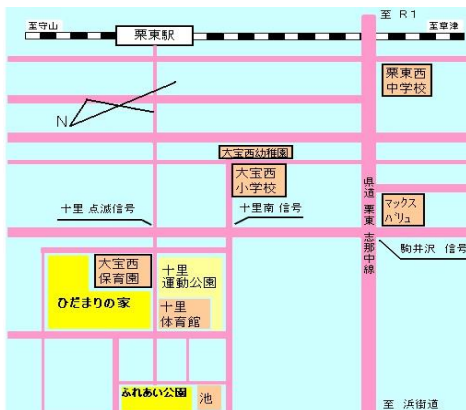 至 R1
至守山
栗東駅
至草津
栗東西
中学校
N
大宝西幼稚園
大宝西
小学校
県道 栗東 志那中線
マックス
バリュ
十里 点滅信号
十里南 信号
駒井沢 信号
大宝西
保育園
十里
運動公園
ひだまりの家
十里
体育館
ふれあい公園
池
至 浜街道